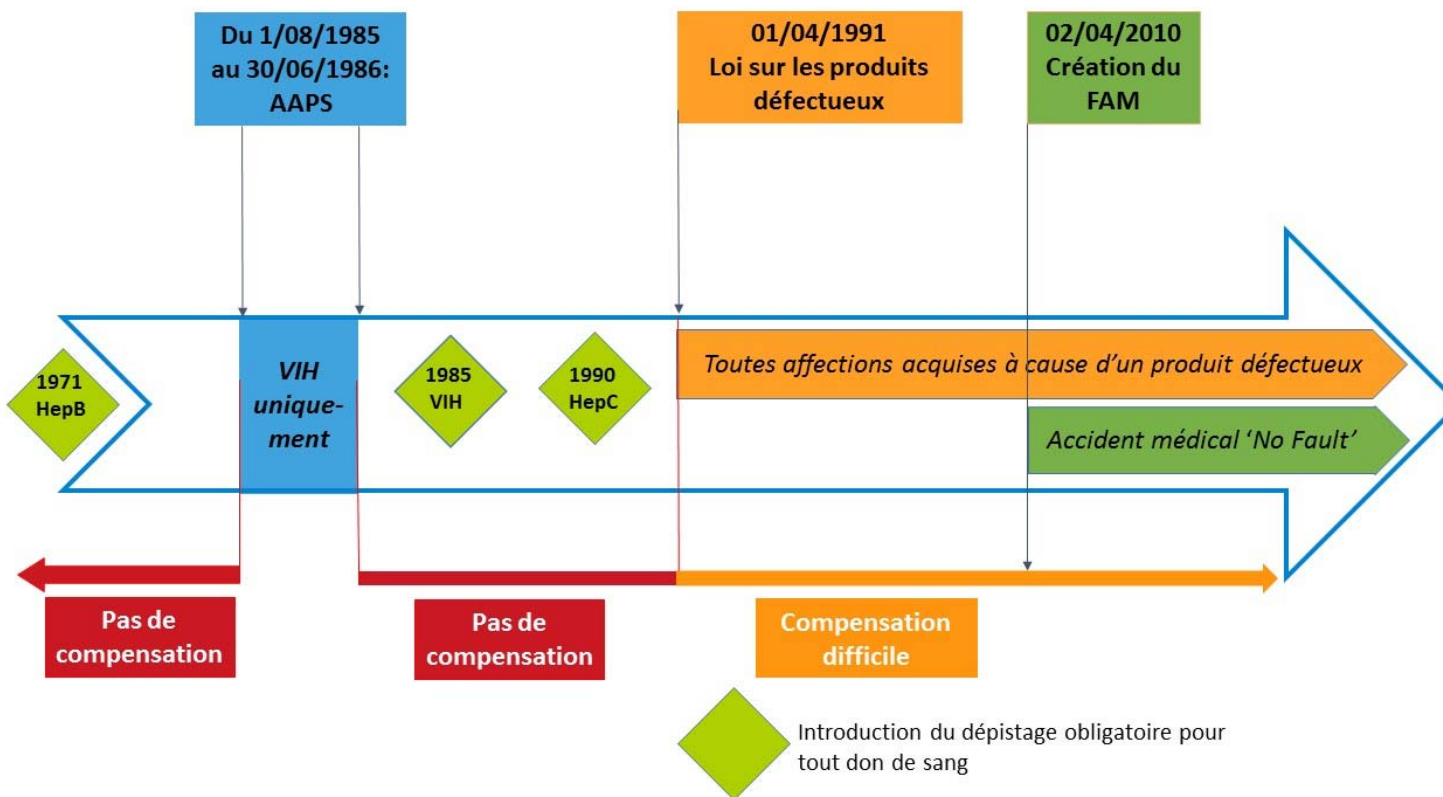 Du 1/08/1985
au 30/06/1986:
AAPS
01/04/1991
Loi sur les produits
défectueux
02/04/2010
Création du
FAM
1971
HepB
VIH
unique-
ment
1985
VIH
1990
HepC
Toutes affections acquises à cause d’un produit défectueux
Accident médical ‘No Fault’
Pas de
compensation
Pas de
compensation
Compensation
difficile
Introduction du dépistage obligatoire pour
tout don de sang